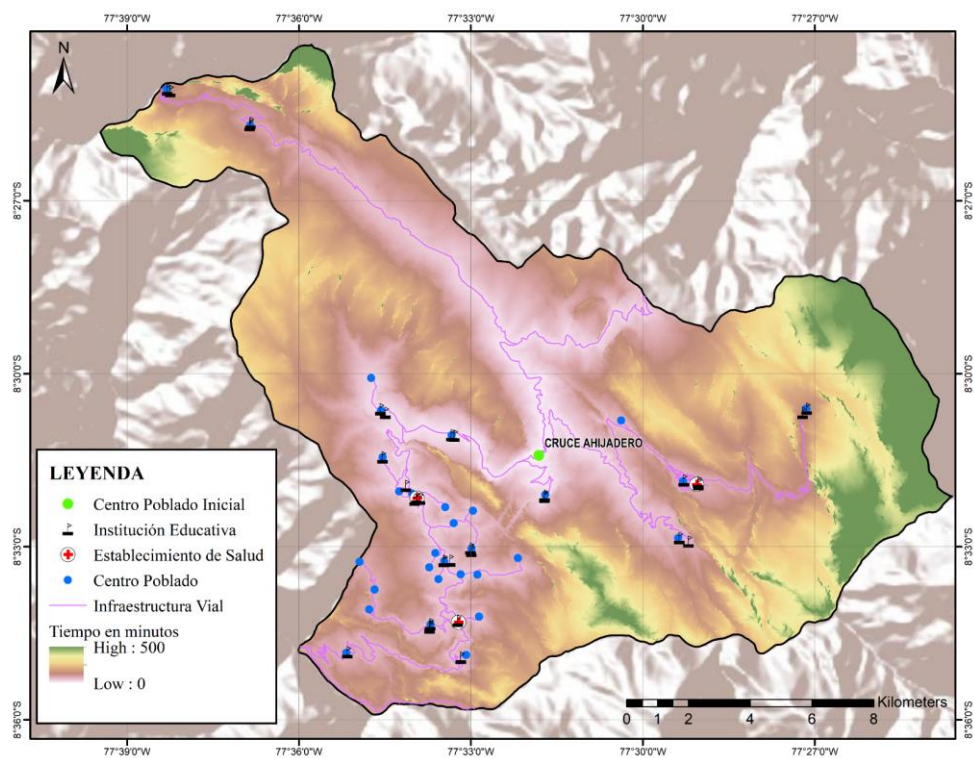 77°39'0"W 77°36'0"W 77°33'0"W 77°30'0"W 77°27'0"W
N
8°27'0"S 8°27'0"S
8°30'0"S 8°30'0"S
CRUCE AHIJADERO
LEYENDA
Centro Poblado Inicial
Institución Educativa
Establecimiento de Salud
Centro Poblado
Infraestructura Vial
Tiempo en minutos
High : 500
Low : 0
8°33'0"S 8°33'0"S
Kilometers
0 1 2 4 6 8
8°36'0"S 8°36'0"S
77°39'0"W 77°36'0"W 77°33'0"W 77°30'0"W 77°27'0"W